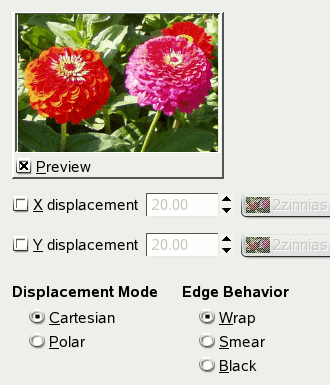 Preview
X displacement 20.00 2zinnias
Y displacement 20.00 2zinnias
Displacement Mode Edge Behavior
Cartesian Wrap
Polar Smear
Black